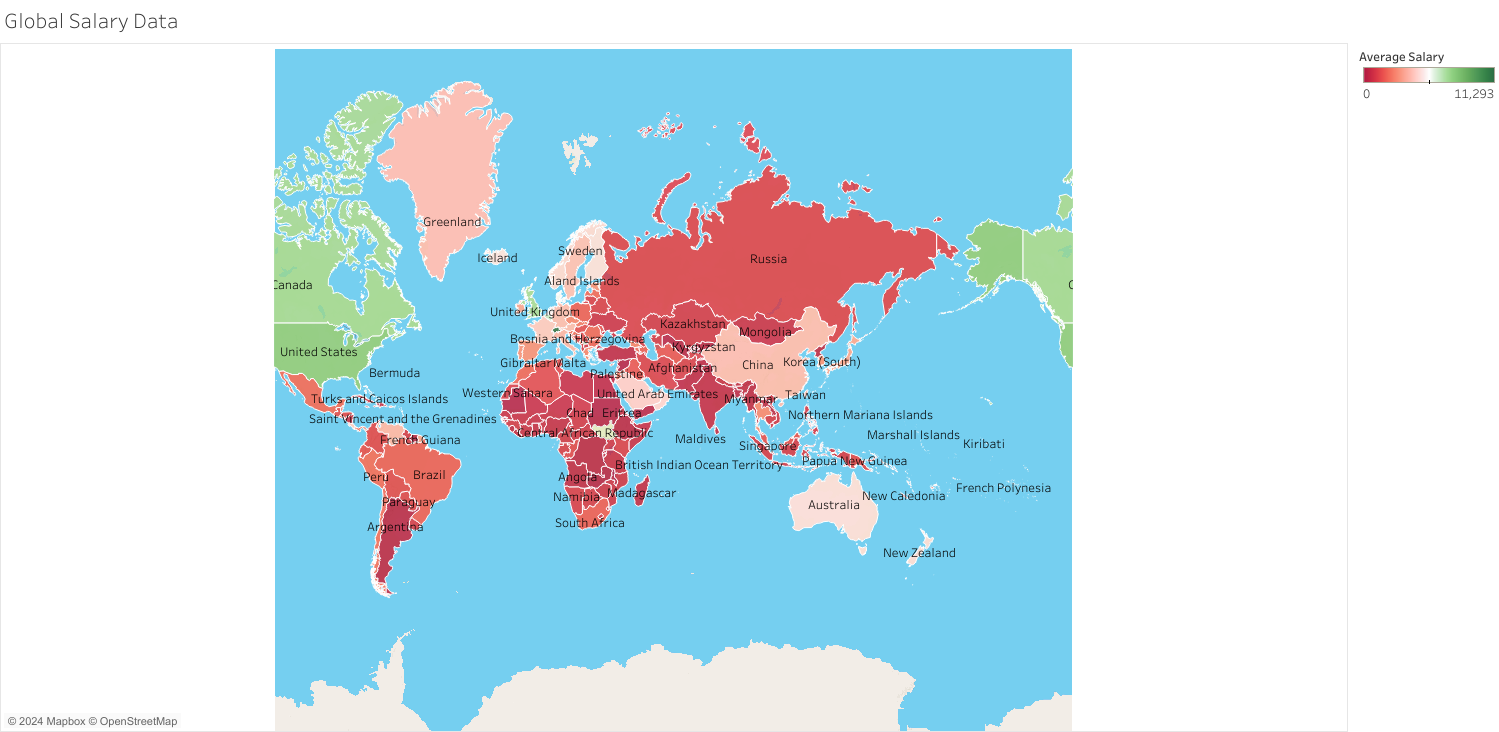 Global Salary Data
Average Salary
0
11,293
Greenland
Iceland
Sweden
Russia
Canada
Aland Islands
C
United Kingdom
Kazakhstan
Mongolia
Bosnia and Herzegovina
Kyrgyzstan
United States
Gibraltar
Malta
China
Korea (South)
Bermuda
Palestine
Afghanistan
Western Sahara
United Arab Emirates
Turks and Caicos Islands
Myanmar
Taiwan
Saint Vincent and the Grenadines
Chad
Eritrea
Northern Mariana Islands
French Guiana
Central African Republic
Maldives
Marshall Islands
Singapore
Kiribati
Peru
Brazil
British Indian Ocean Territory
Papua New Guinea
Angola
French Polynesia
Paraguay
Namibia
Madagascar
Australia
New Caledonia
Argentina
South Africa
New Zealand
© 2024 Mapbox © OpenStreetMap